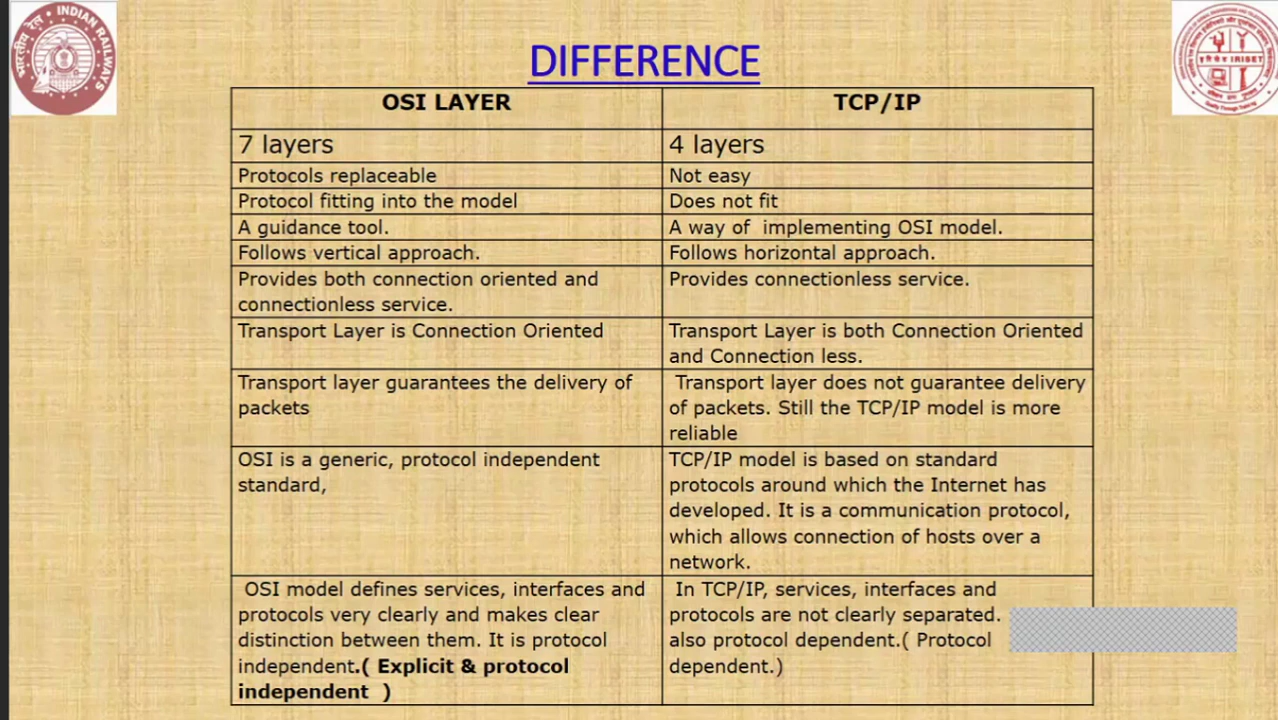 INDIAN RAILWAYS
भारतीय रेल
IRISET
DIFFERENCE
OSI LAYER
TCP/IP
7 layers
4 layers
Protocols replaceable
Not easy
Protocol fitting into the model
Does not fit
A guidance tool.
A way of implementing OSI model.
Follows vertical approach.
Follows horizontal approach.
Provides both connection oriented and
connectionless service.
Provides connectionless service.
Transport Layer is Connection Oriented
Transport Layer is both Connection Oriented
and Connection less.
Transport layer guarantees the delivery of
packets
Transport layer does not guarantee delivery
of packets. Still the TCP/IP model is more
reliable
OSI is a generic, protocol independent
standard,
TCP/IP model is based on standard
protocols around which the Internet has
developed. It is a communication protocol,
which allows connection of hosts over a
network.
OSI model defines services, interfaces and
protocols very clearly and makes clear
distinction between them. It is protocol
independent.( Explicit & protocol
independent )
In TCP/IP, services, interfaces and
protocols are not clearly separated.
also protocol dependent.( Protocol
dependent.)